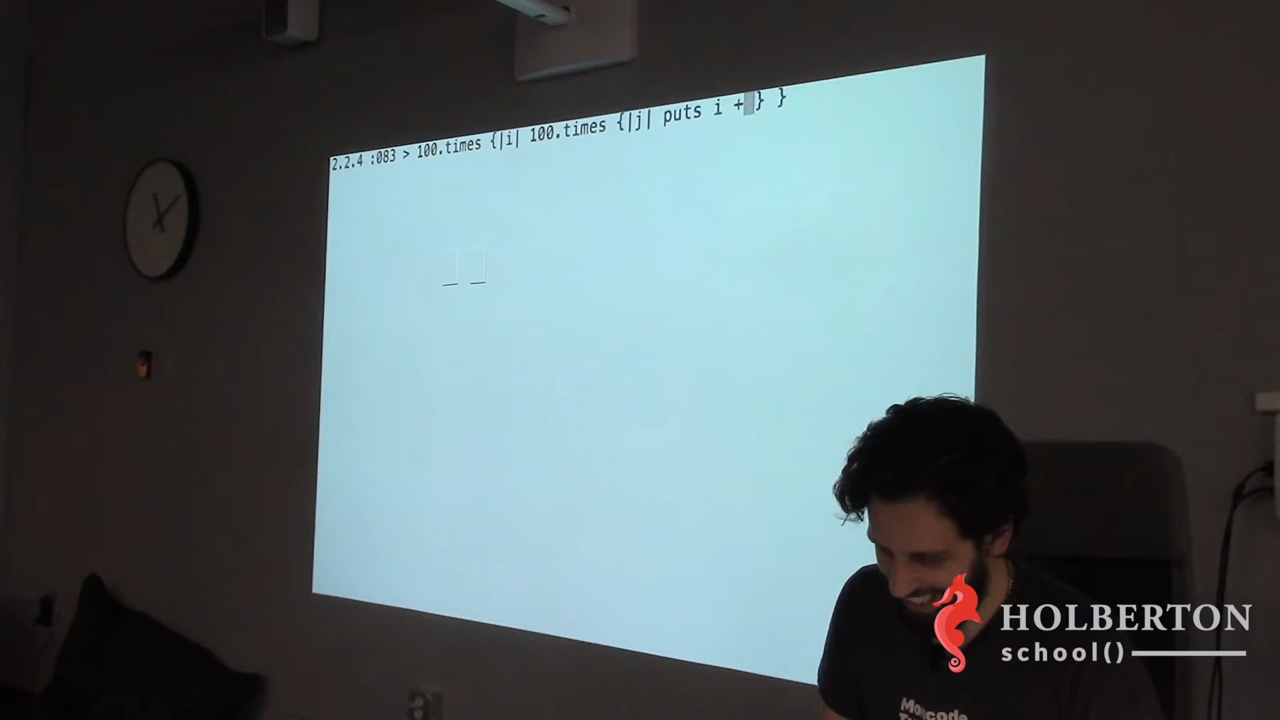 2.2.4 :083 > 100.times {|i| 100.times {|j| puts i + } }
HOLBERTON
school()